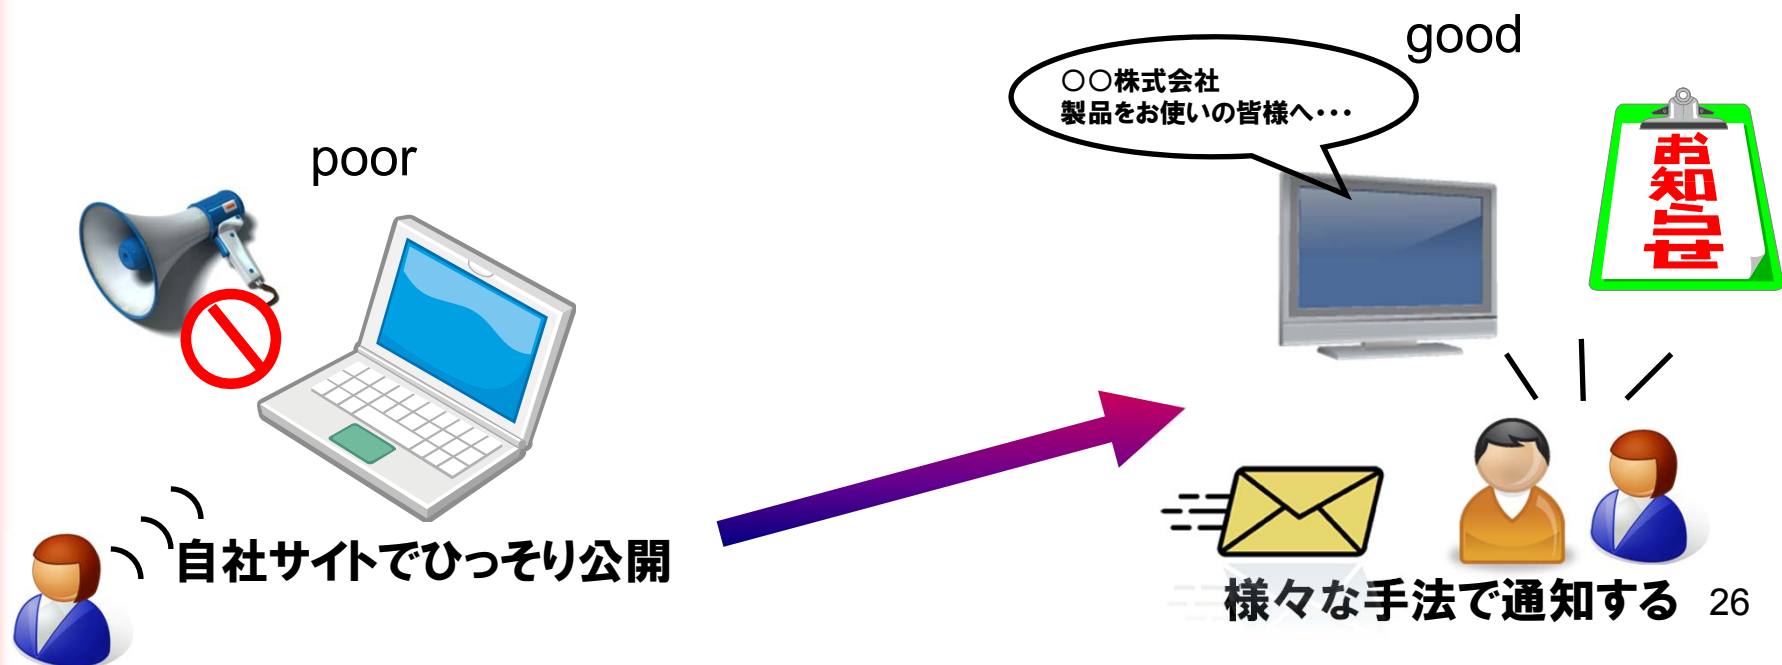 poor
自社サイトでひっそり公開
good
○○株式会社
製品をお使いの皆様へ・・・
お知らせ
様々な手法で通知する
26